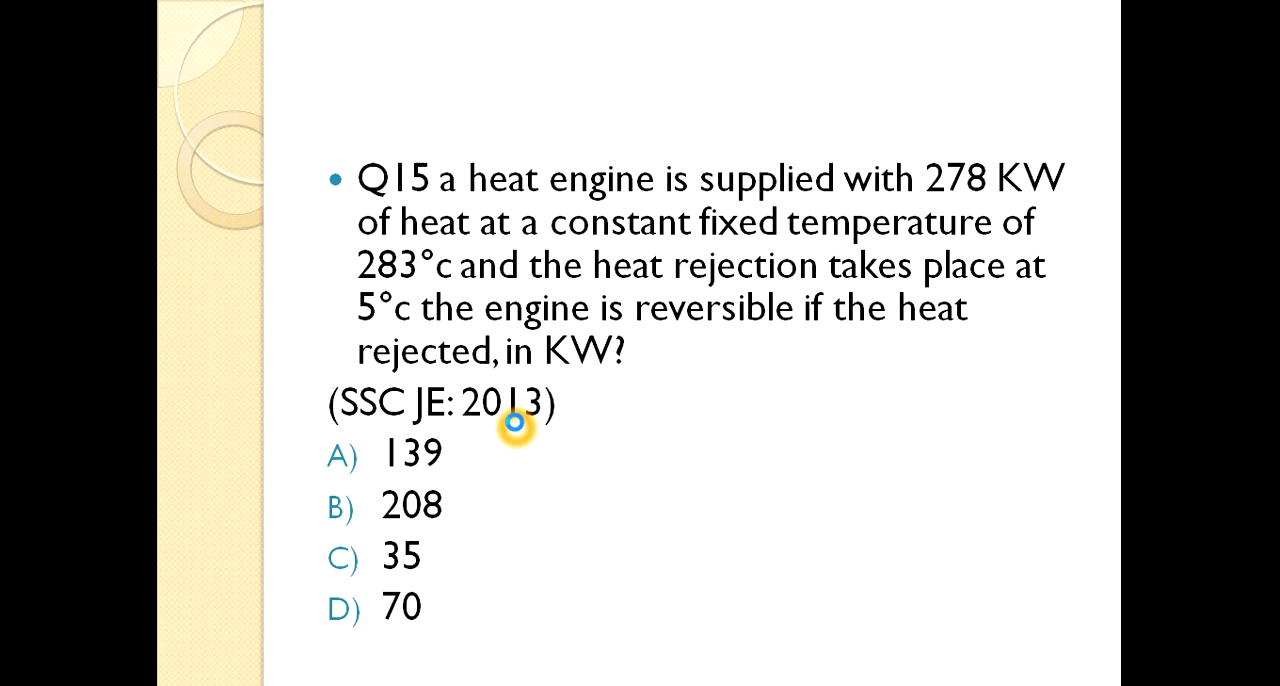 • Q15 a heat engine is supplied with 278 KW
of heat at a constant fixed temperature of
283°c and the heat rejection takes place at
5°c the engine is reversible if the heat
rejected, in KW?
(SSC JE: 2013)
A) 139
B) 208
C) 35
D) 70